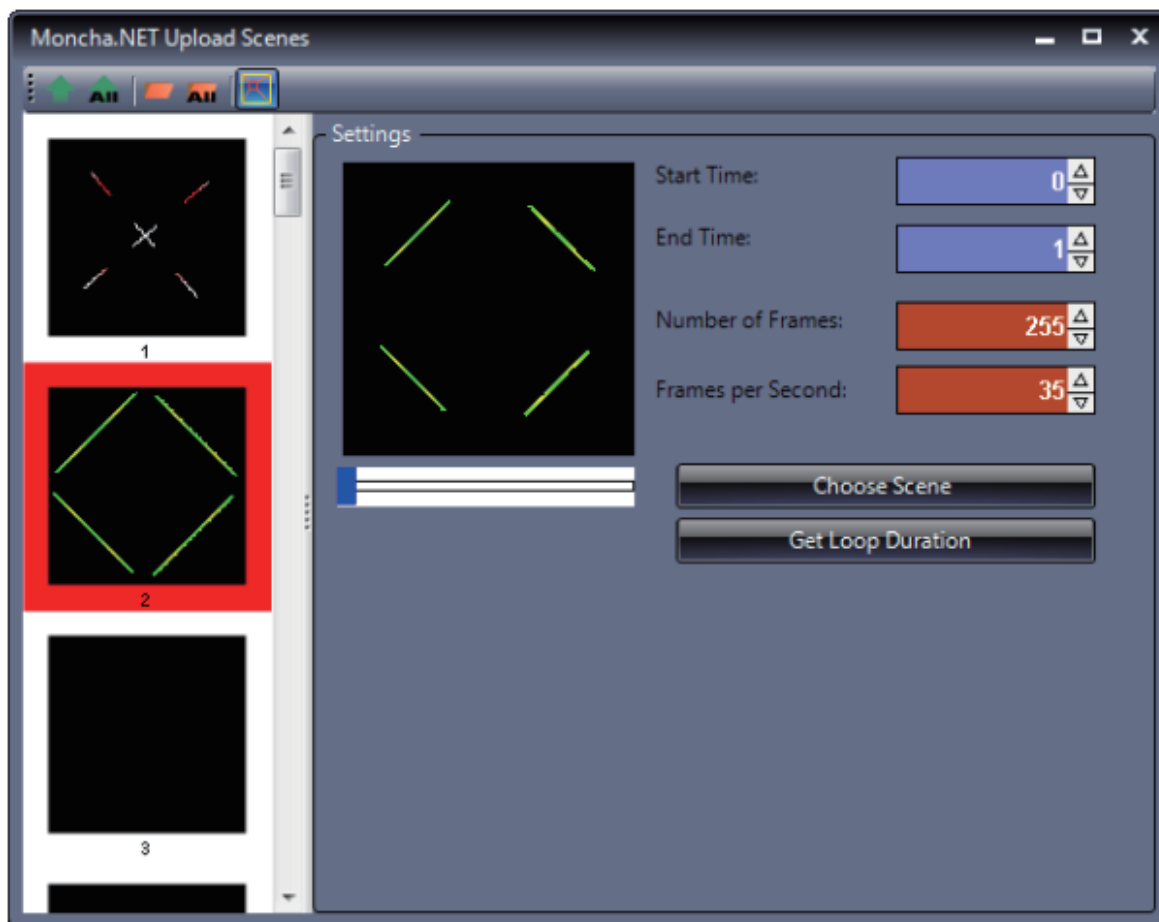 Moncha.NET Upload Scenes
All All
Settings
1
2
3
Start Time: 0
End Time: 1
Number of Frames: 255
Frames per Second: 35
Choose Scene
Get Loop Duration